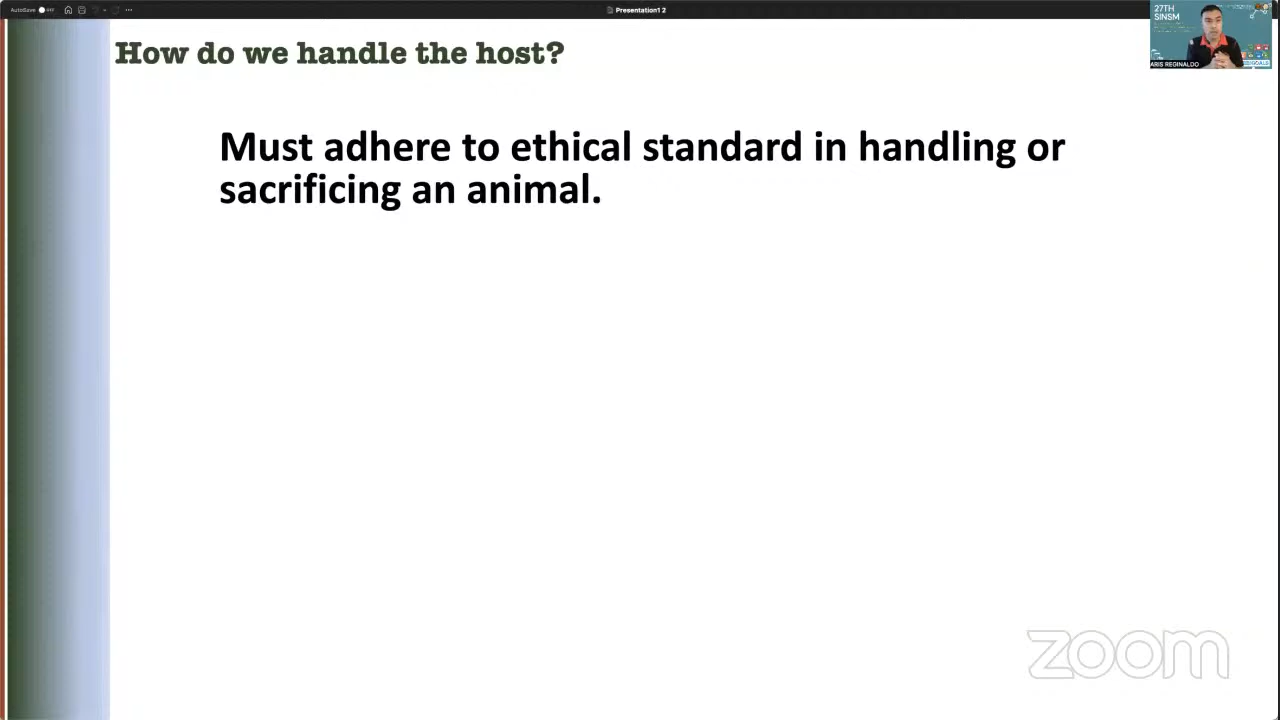 AutoSave
OFF
Presentation1 2
27TH
SINSM
ARIS REGINALDO
How do we handle the host?
Must adhere to ethical standard in handling or
sacrificing an animal.
zoom